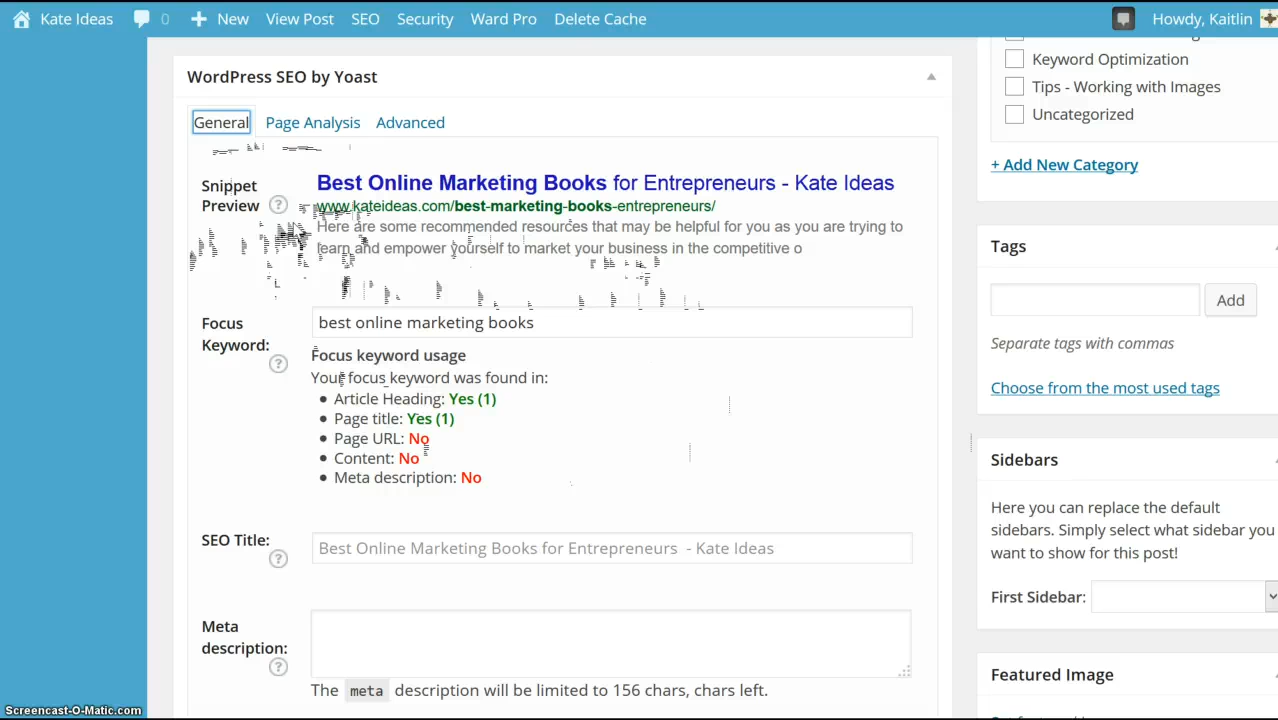 Kate Ideas 0 New View Post SEO Security Ward Pro Delete Cache Howdy, Kaitlin
WordPress SEO by Yoast
General Page Analysis Advanced
Snippet
Preview ?
Best Online Marketing Books for Entrepreneurs - Kate Ideas
www.kateideas.com/best-marketing-books-entrepreneurs/
Here are some recommended resources that may be helpful for you as you are trying to
learn and empower yourself to market your business in the competitive o
Focus
Keyword: ?
best online marketing books
Focus keyword usage
Your focus keyword was found in:
Article Heading: Yes (1)
Page title: Yes (1)
Page URL: No
Content: No
Meta description: No
SEO Title: ?
Best Online Marketing Books for Entrepreneurs - Kate Ideas
Meta
description: ?
The meta description will be limited to 156 chars, chars left.
Keyword Optimization
Tips - Working with Images
Uncategorized
+ Add New Category
Tags
Add
Separate tags with commas
Choose from the most used tags
Sidebars
Here you can replace the default
sidebars. Simply select what sidebar you
want to show for this post!
First Sidebar:
Featured Image
Screencast-O-Matic.com